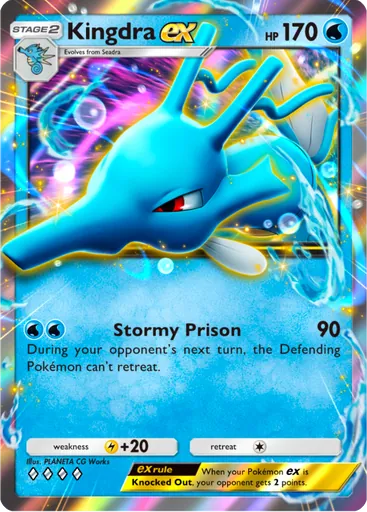 STAGE 2 Kingdra ex HP 170
Evolves from Seadra
Stormy Prison 90
During your opponent's next turn, the Defending
Pokémon can't retreat.
weakness +20 retreat
Illus. PLANETA CG Works
ex rule When your Pokémon ex is
Knocked Out, your opponent gets 2 points.